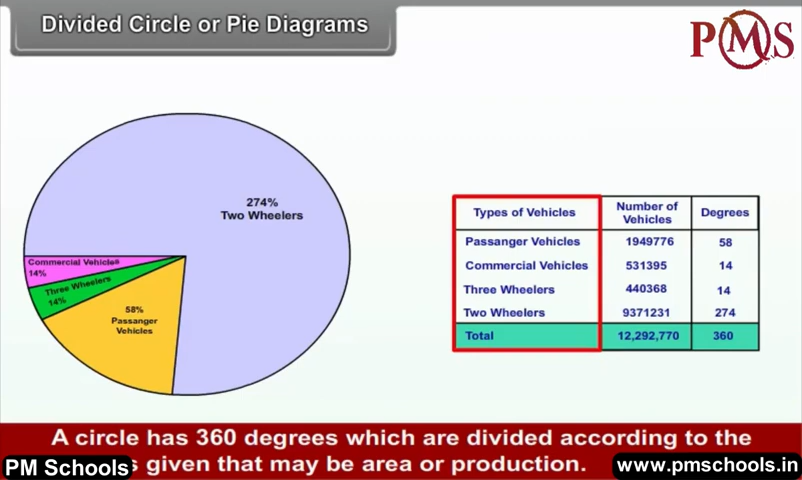 Divided Circle or Pie Diagrams
PMS
274%
Two Wheelers
Commercial Vehicles
14%
Three Wheelers
14%
58%
Passanger
Vehicles
Types of Vehicles Number of Vehicles Degrees
Passanger Vehicles 1949776 58
Commercial Vehicles 531395 14
Three Wheelers 440368 14
Two Wheelers 9371231 274
Total 12,292,770 360
A circle has 360 degrees which are divided according to the
given that may be area or production.
PM Schools
www.pmschools.in